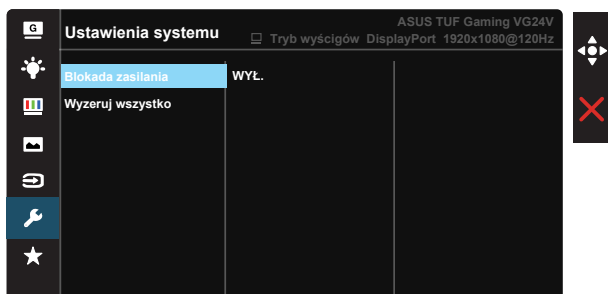 G
Ustawienia systemu
ASUS TUF Gaming VG24V
Tryb wyścigów DisplayPort 1920x1080@120Hz
Blokada zasilania WYŁ.
Wyzeruj wszystko